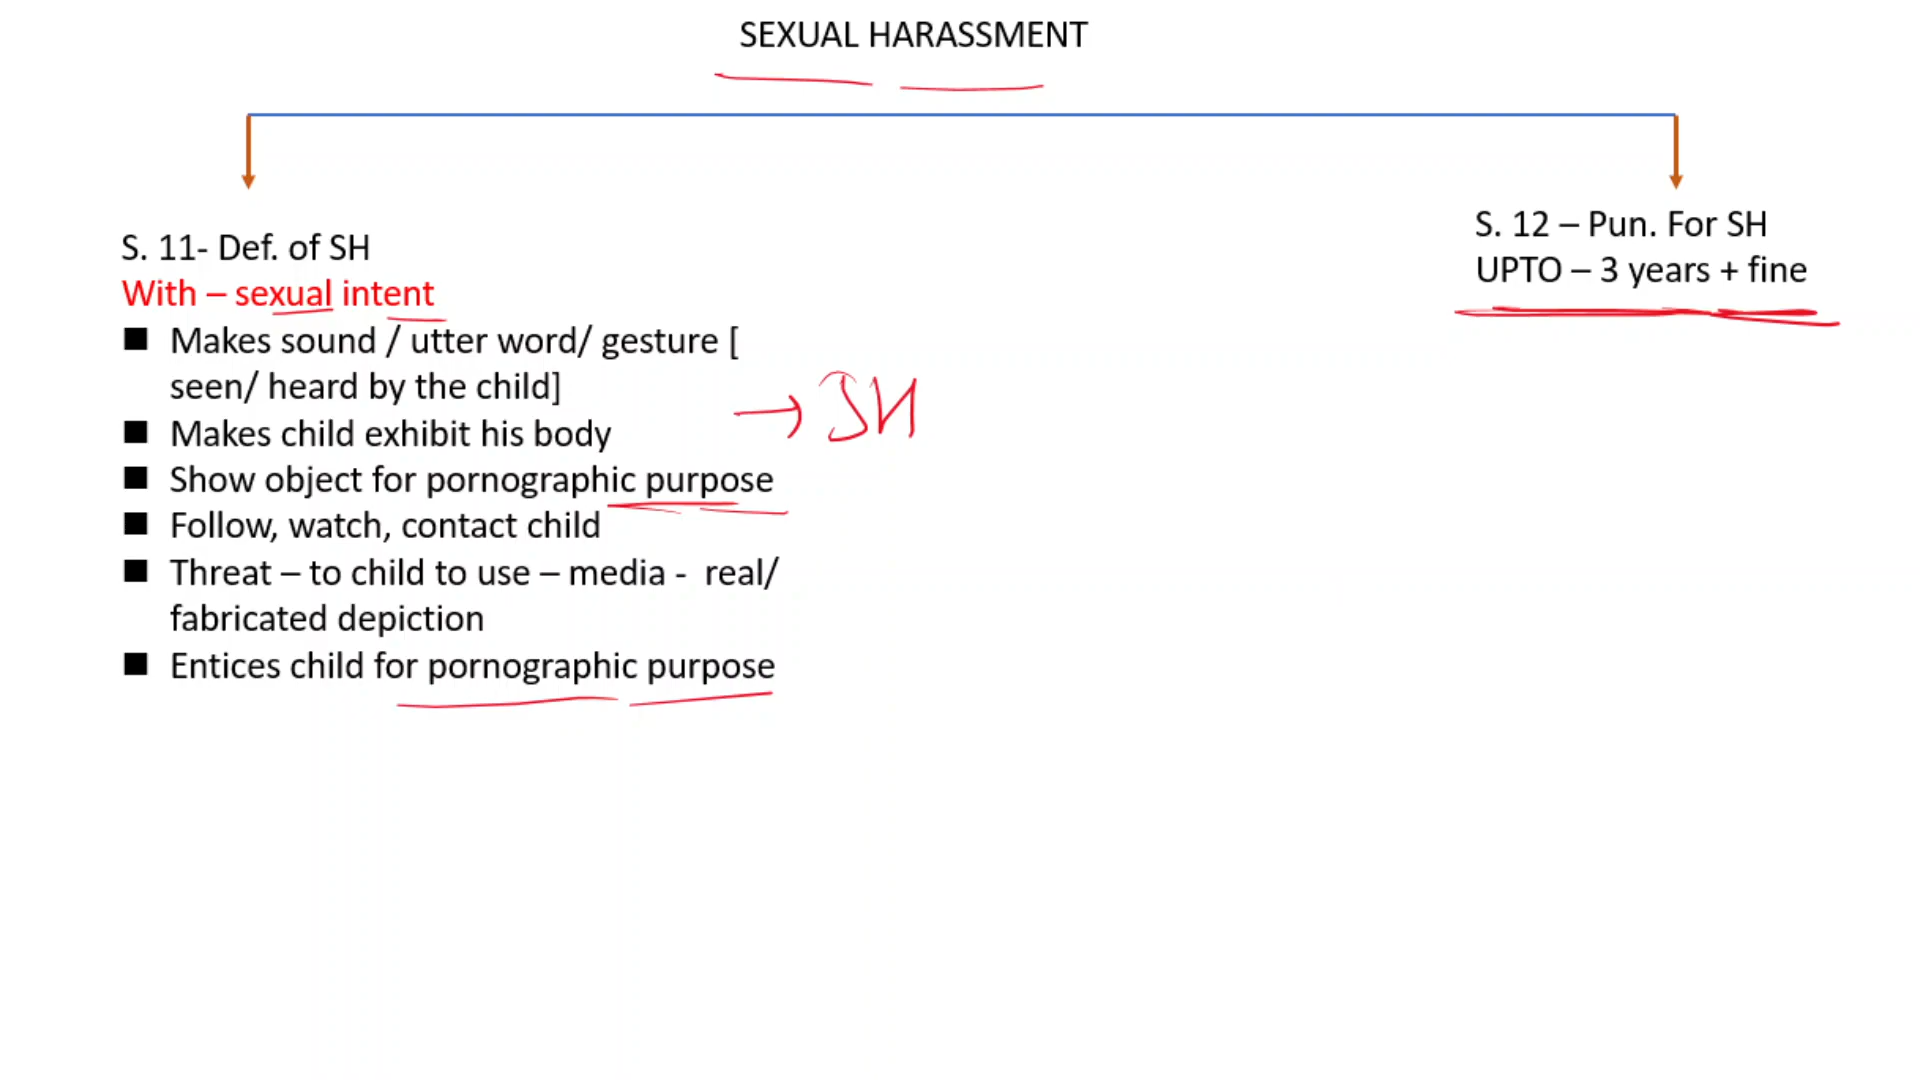 SEXUAL HARASSMENT
S. 11- Def. of SH
With – sexual intent
■ Makes sound / utter word/ gesture [
seen/ heard by the child]
■ Makes child exhibit his body
■ Show object for pornographic purpose
■ Follow, watch, contact child
■ Threat – to child to use – media - real/
fabricated depiction
■ Entices child for pornographic purpose
→ SH
S. 12 – Pun. For SH
UPTO – 3 years + fine